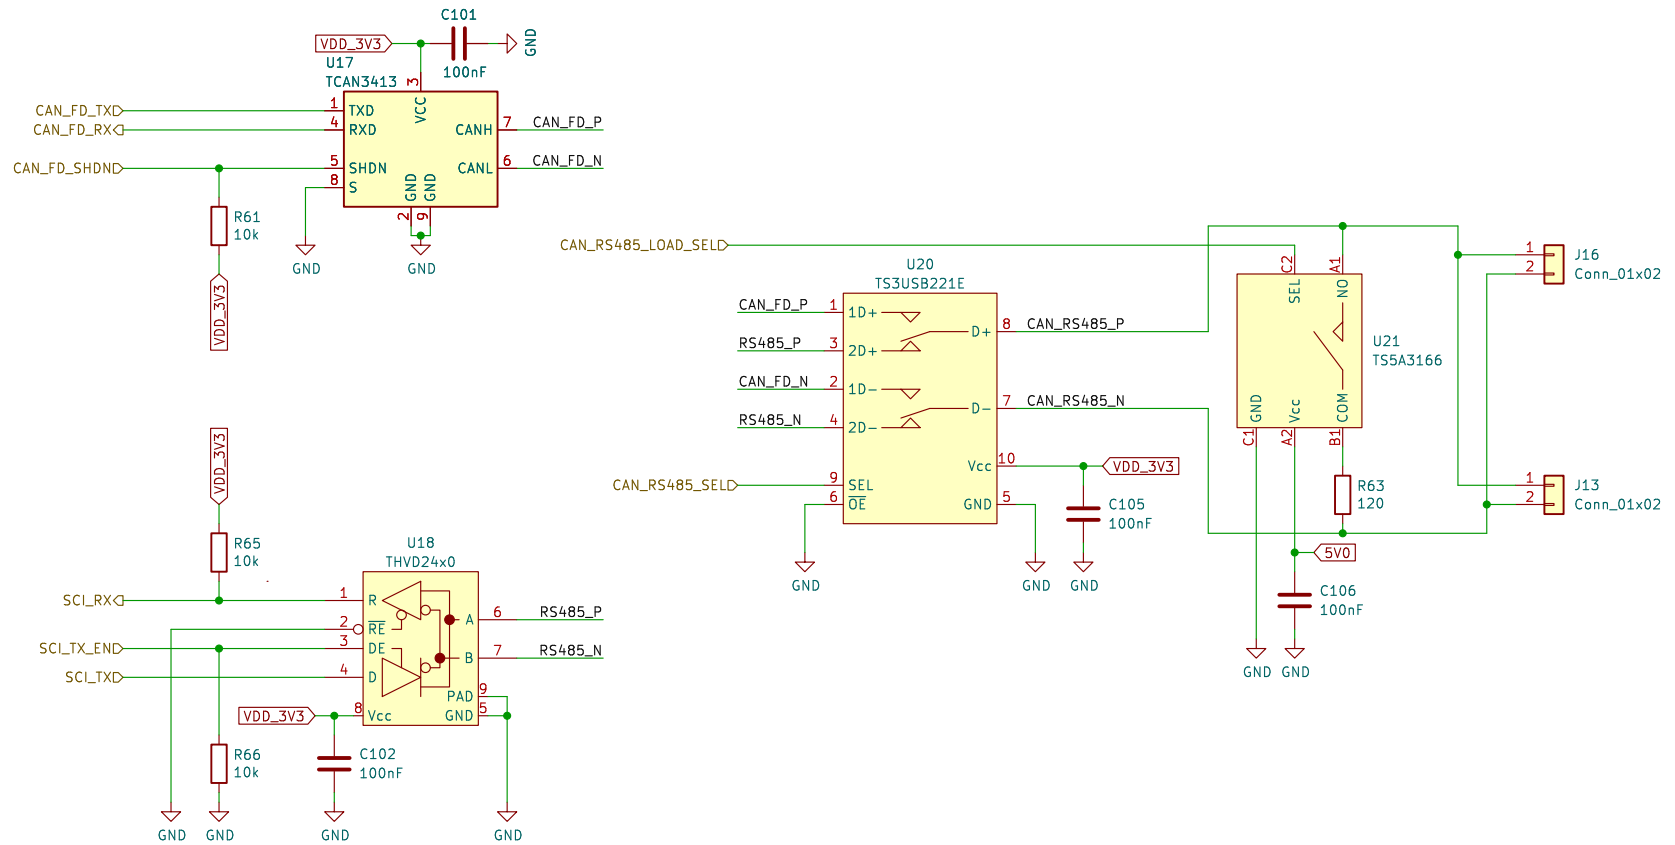 C101
VDD_3V3
GND
100nF
U17
TCAN3413
3
VCC
CAN_FD_TX
1
TXD
CAN_FD_RX
4
RXD
CANH
7
CAN_FD_P
CAN_FD_SHDN
5
SHDN
CANL
6
CAN_FD_N
8
S
GND
GND
2
9
R61
10k
GND
GND
VDD_3V3
CAN_RS485_LOAD_SEL
U20
TS3USB221E
CAN_FD_P
1
1D+
D+
8
CAN_RS485_P
RS485_P
3
2D+
CAN_FD_N
2
1D-
D-
7
CAN_RS485_N
RS485_N
4
2D-
Vcc
10
VDD_3V3
CAN_RS485_SEL
9
SEL
6
OE
GND
5
C105
100nF
GND
GND
GND
C2
A1
SEL
NO
U21
TS5A3166
GND
Vcc
COM
C1
A2
B1
R63
120
5V0
C106
100nF
GND
GND
1
2
J16
Conn_01x02
1
2
J13
Conn_01x02
VDD_3V3
R65
10k
U18
THVD24x0
SCI_RX
1
R
2
RE
A
6
RS485_P
SCI_TX_EN
3
DE
B
7
RS485_N
SCI_TX
4
D
PAD
9
VDD_3V3
8
Vcc
GND
5
R66
10k
C102
100nF
GND
GND
GND
GND